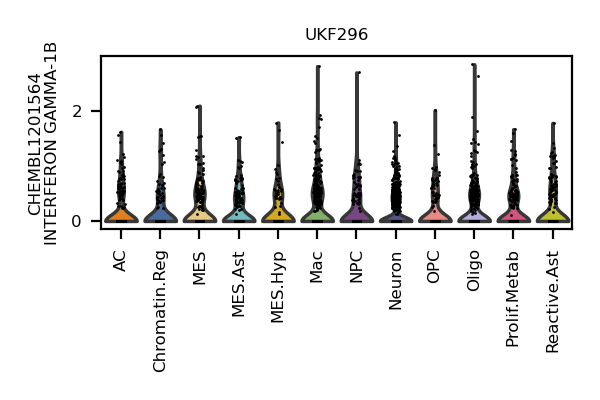 UKF296
CHEMBL1201564
INTERFERON GAMMA-1B
2
0
AC
Chromatin.Reg
MES
MES.Ast
MES.Hyp
Mac
NPC
Neuron
OPC
Oligo
Prolif.Metab
Reactive.Ast